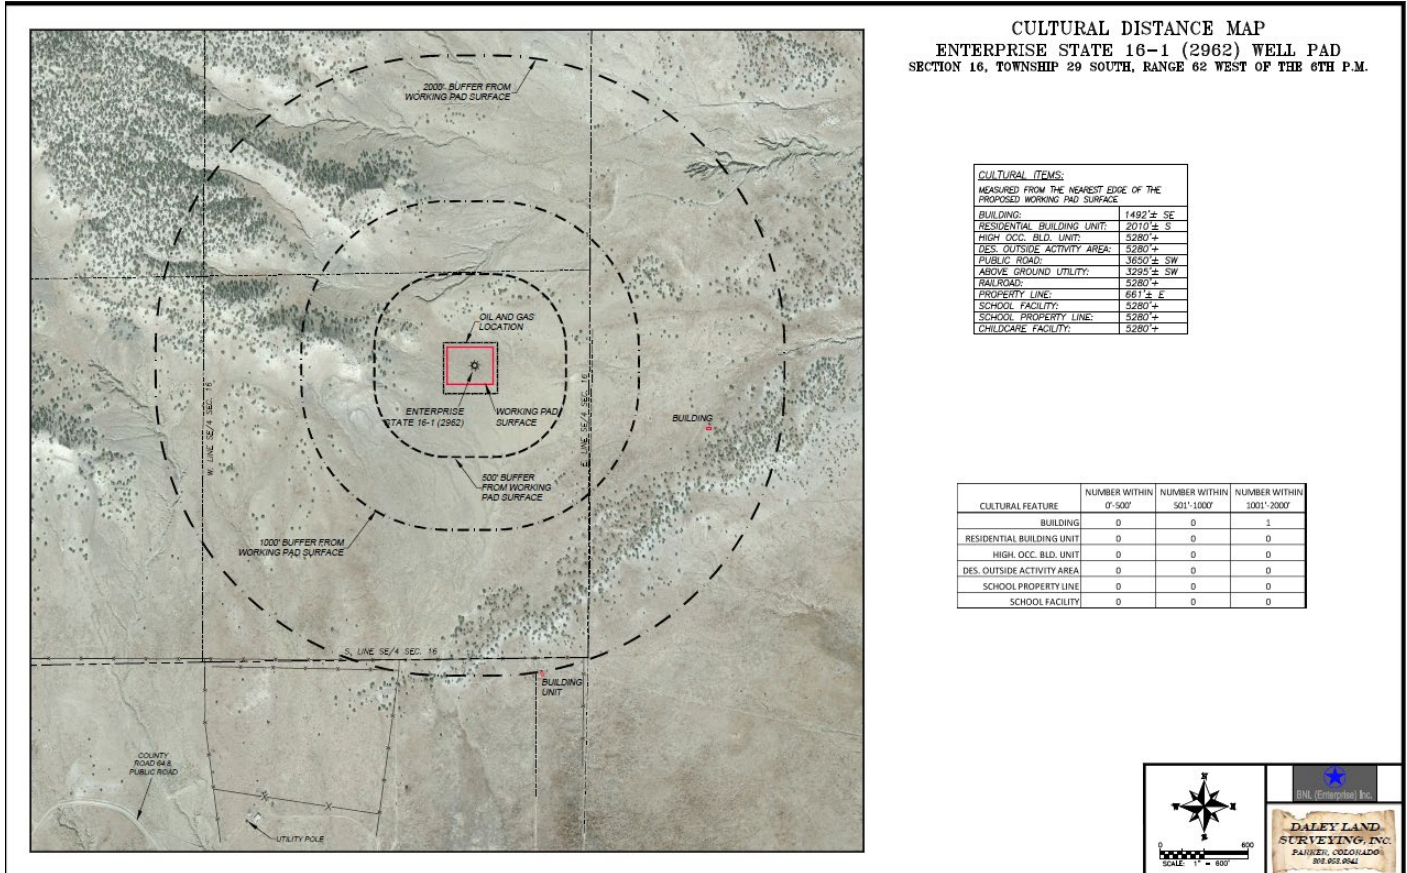 CULTURAL DISTANCE MAP
ENTERPRISE STATE 16-1 (2962) WELL PAD
SECTION 16, TOWNSHIP 29 SOUTH, RANGE 62 WEST OF THE 6TH P.M.
2000' BUFFER FROM
WORKING PAD SURFACE
OIL AND GAS
LOCATION
ENTERPRISE
STATE 16-1 (2962)
WORKING PAD
SURFACE
W. LINE SE/4 SEC. 16
E. LINE SE/4 SEC. 16
BUILDING
500' BUFFER
FROM WORKING
PAD SURFACE
1000' BUFFER FROM
WORKING PAD SURFACE
S. LINE SE/4 SEC. 16
BUILDING
UNIT
COUNTY
ROAD 64.8
PUBLIC ROAD
UTILITY POLE
CULTURAL ITEMS:
MEASURED FROM THE NEAREST EDGE OF THE
PROPOSED WORKING PAD SURFACE
BUILDING: 1492'± SE
RESIDENTIAL BUILDING UNIT: 2010'± S
HIGH OCC. BLD. UNIT: 5280'+
DES. OUTSIDE ACTIVITY AREA: 5280'+
PUBLIC ROAD: 3650'± SW
ABOVE GROUND UTILITY: 3295'± SW
RAILROAD: 5280'+
PROPERTY LINE: 661'± E
SCHOOL FACILITY: 5280'+
SCHOOL PROPERTY LINE: 5280'+
CHILDCARE FACILITY: 5280'+
CULTURAL FEATURE NUMBER WITHIN 0'-500' NUMBER WITHIN 501'-1000' NUMBER WITHIN 1001'-2000'
BUILDING 0 0 1
RESIDENTIAL BUILDING UNIT 0 0 0
HIGH. OCC. BLD. UNIT 0 0 0
DES. OUTSIDE ACTIVITY AREA 0 0 0
SCHOOL PROPERTY LINE 0 0 0
SCHOOL FACILITY 0 0 0
0 600
SCALE: 1" = 600'
BNL (Enterprise) Inc.
DALEY LAND
SURVEYING, INC.
PARKER, COLORADO